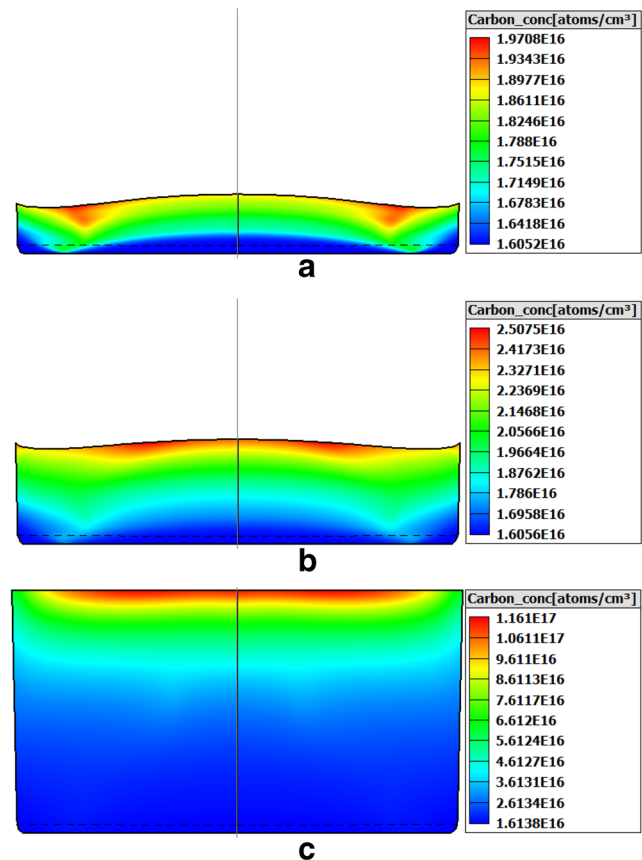 Carbon_conc[atoms/cm³]
1.9708E16
1.9343E16
1.8977E16
1.8611E16
1.8246E16
1.788E16
1.7515E16
1.7149E16
1.6783E16
1.6418E16
1.6052E16
a
Carbon_conc[atoms/cm³]
2.5075E16
2.4173E16
2.3271E16
2.2369E16
2.1468E16
2.0566E16
1.9664E16
1.8762E16
1.786E16
1.6958E16
1.6056E16
b
Carbon_conc[atoms/cm³]
1.161E17
1.0611E17
9.611E16
8.6113E16
7.6117E16
6.612E16
5.6124E16
4.6127E16
3.6131E16
2.6134E16
1.6138E16
c